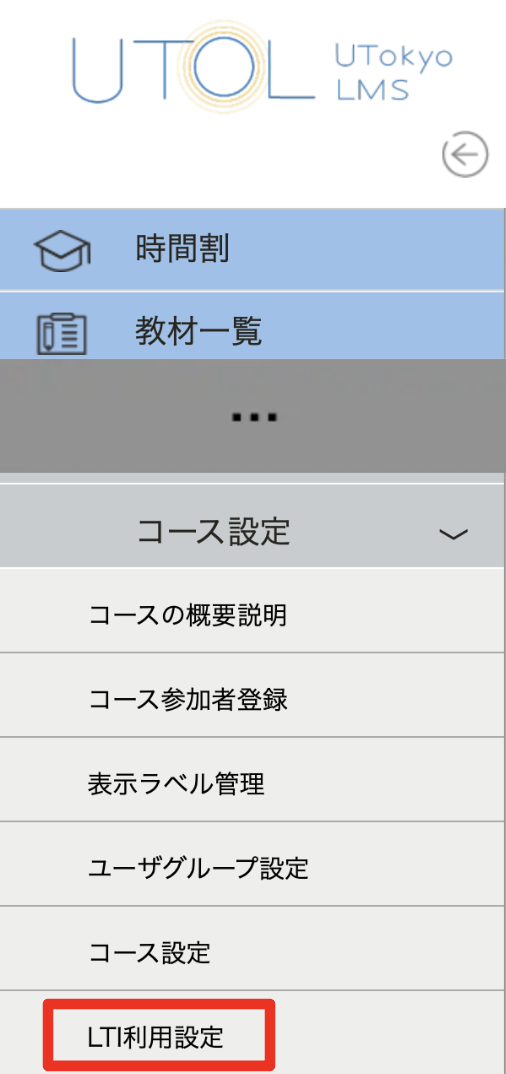 UTOL UTokyo
LMS
時間割
教材一覧
...
コース設定
コースの概要説明
コース参加者登録
表示ラベル管理
ユーザグループ設定
コース設定
LTI利用設定